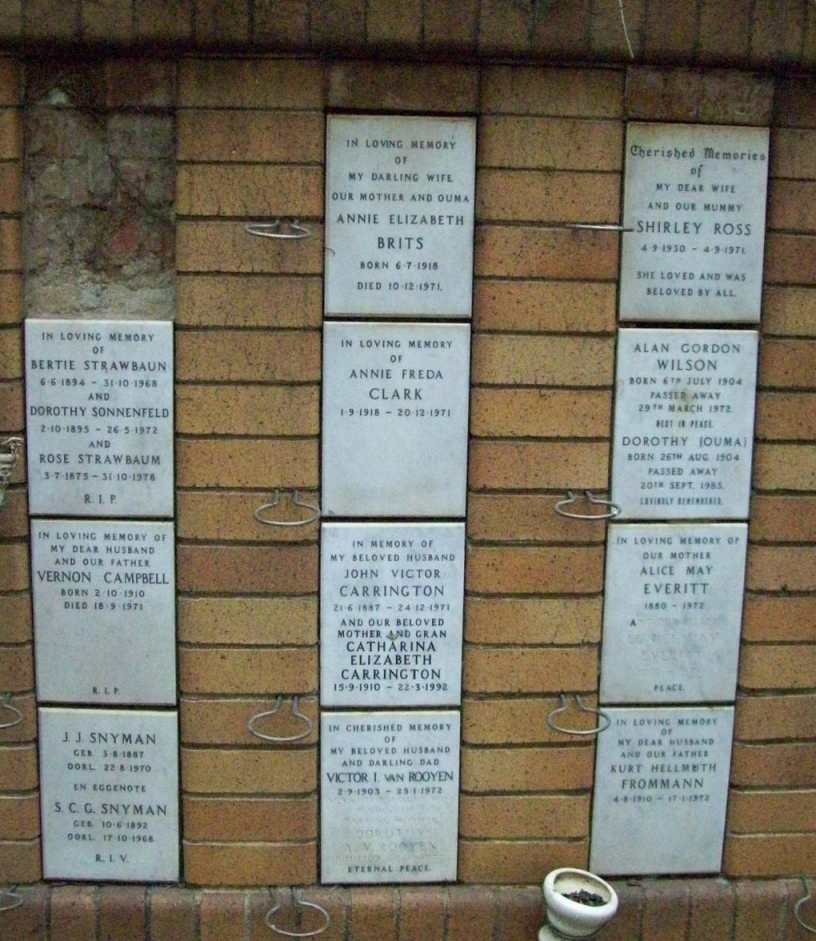 IN LOVING MEMORY
OF
BERTIE STRAWBAUN
6·6·1894 – 31·10·1968
AND
DOROTHY SONNENFELD
2·10·1895 – 26·5·1972
AND
ROSE STRAWBAUM
3·7·1875 – 31·10·1978
R.I.P.
IN LOVING MEMORY OF
MY DEAR HUSBAND
AND OUR FATHER
VERNON CAMPBELL
BORN 2·10·1910
DIED 18·9·1971
R.I.P.
J. J. SNYMAN
GEB. 3·8·1887
OORL. 22·8·1970
EN EGGENOTE
S. C. G. SNYMAN
GEB. 10·6·1892
OORL. 17·10·1968
R.I.V.
IN LOVING MEMORY
OF
MY DARLING WIFE
OUR MOTHER AND OUMA
ANNIE ELIZABETH
BRITS
BORN 6·7·1918
DIED 10·12·1971.
IN LOVING MEMORY
OF
ANNIE FREDA
CLARK
1·9·1918 – 20·12·1971
IN MEMORY OF
MY BELOVED HUSBAND
JOHN VICTOR
CARRINGTON
21·6·1887 – 24·12·1971
AND OUR BELOVED
MOTHER AND GRAN
CATHARINA
ELIZABETH
CARRINGTON
15·9·1910 – 22·3·1992
IN CHERISHED MEMORY
OF
MY BELOVED HUSBAND
AND DARLING DAD
VICTOR I. VAN ROOYEN
2·9·1903 – 25·1·1972
DOROTHY
V. ROOYEN
ETERNAL PEACE.
Cherished Memories
of
MY DEAR WIFE
AND OUR MUMMY
SHIRLEY ROSS
4·9·1930 – 4·9·1971.
SHE LOVED AND WAS
BELOVED BY ALL.
ALAN GORDON
WILSON
BORN 6TH JULY 1904
PASSED AWAY
29TH MARCH 1972.
REST IN PEACE.
DOROTHY (OUMA)
BORN 26TH AUG. 1904
PASSED AWAY
20TH SEPT. 1985.
LOVINGLY REMEMBERED.
IN LOVING MEMORY OF
OUR MOTHER
ALICE MAY
EVERITT
1880 – 1972
A
PEACE.
IN LOVING MEMORY
OF
MY DEAR HUSBAND
AND OUR FATHER
KURT HELLMUTH
FROMMANN
4·8·1910 – 17·1·1972